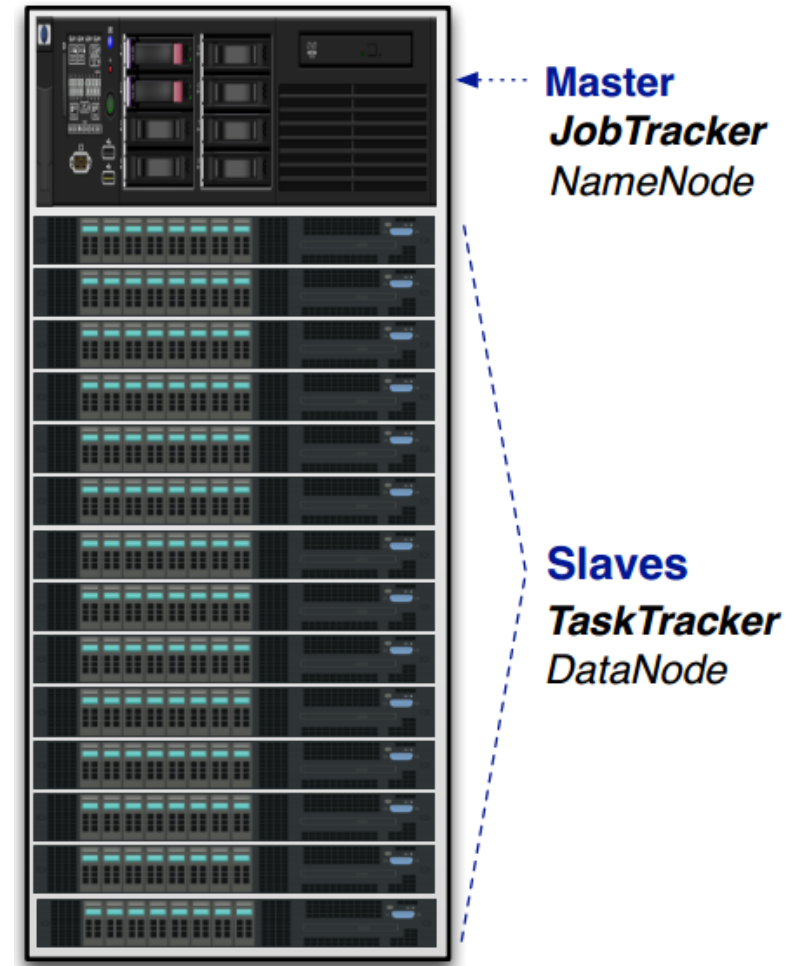 Master
JobTracker
NameNode
Slaves
TaskTracker
DataNode